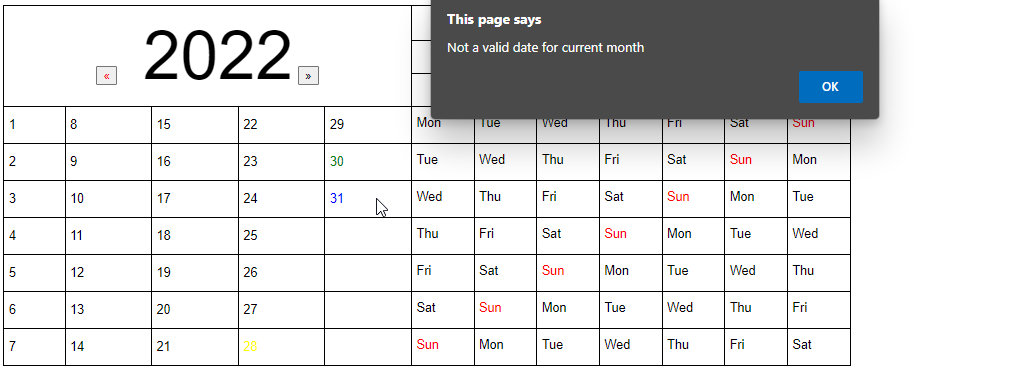 This page says
Not a valid date for current month
OK
« 2022 »
1 8 15 22 29 Mon Tue Wed Thu Fri Sat Sun
2 9 16 23 30 Tue Wed Thu Fri Sat Sun Mon
3 10 17 24 31 Wed Thu Fri Sat Sun Mon Tue
4 11 18 25 Thu Fri Sat Sun Mon Tue Wed
5 12 19 26 Fri Sat Sun Mon Tue Wed Thu
6 13 20 27 Sat Sun Mon Tue Wed Thu Fri
7 14 21 28 Sun Mon Tue Wed Thu Fri Sat